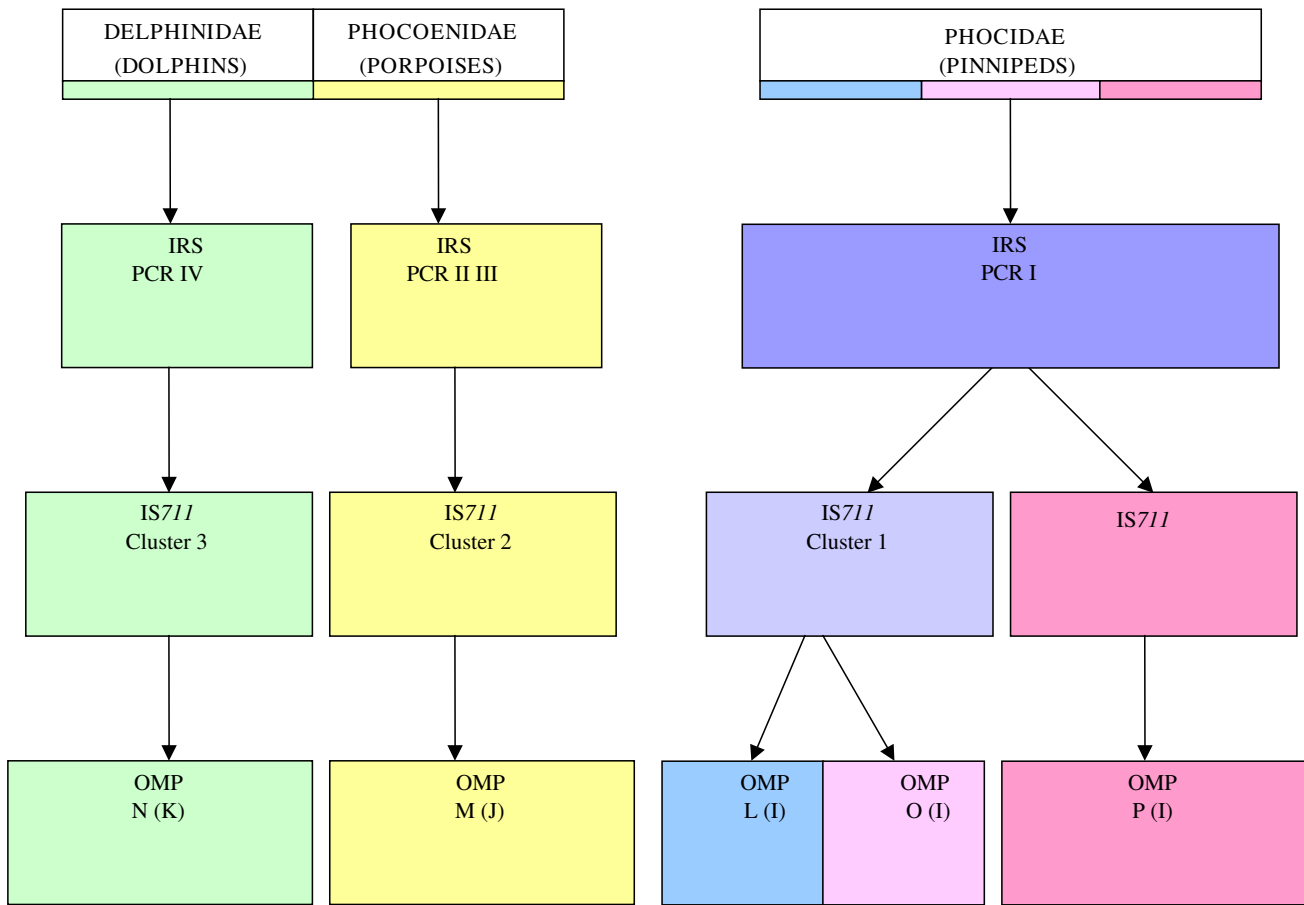 DELPHINIDAE
(DOLPHINS)
PHOCOENIDAE
(PORPOISES)
PHOCIDAE
(PINNIPEDS)
IRS
PCR IV
IRS
PCR II III
IRS
PCR I
IS711
Cluster 3
IS711
Cluster 2
IS711
Cluster 1
IS711
OMP
N (K)
OMP
M (J)
OMP
L (I)
OMP
O (I)
OMP
P (I)